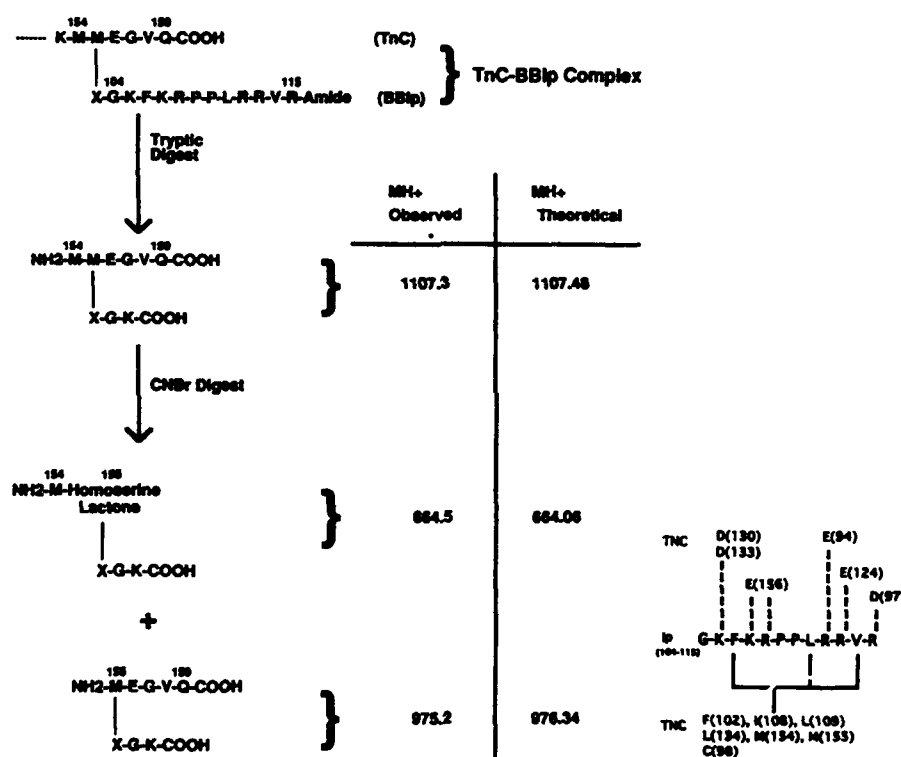 154 159
K-M-M-E-G-V-Q-COOH (TnC)
TnC-BBIp Complex
104 115
X-G-K-F-K-R-P-P-L-R-R-V-R-Amide (BBIp)
Tryptic
Digest
MH+ MH+
Observed Theoretical
154 159
NH2-M-M-E-G-V-Q-COOH
1107.3 1107.48
X-G-K-COOH
CNBr Digest
154 155
NH2-M-Homoserine
Lactone
664.5 664.06
X-G-K-COOH
+
155 159
NH2-M-E-G-V-Q-COOH
975.2 976.34
X-G-K-COOH
TNC D(130) E(94)
D(133)
E(156) E(124)
D(97
Ip G-K-F-K-R-P-P-L-R-R-V-R
(104-115)
TNC F(102), K(108), L(109)
L(134), M(154), M(155)
C(98)